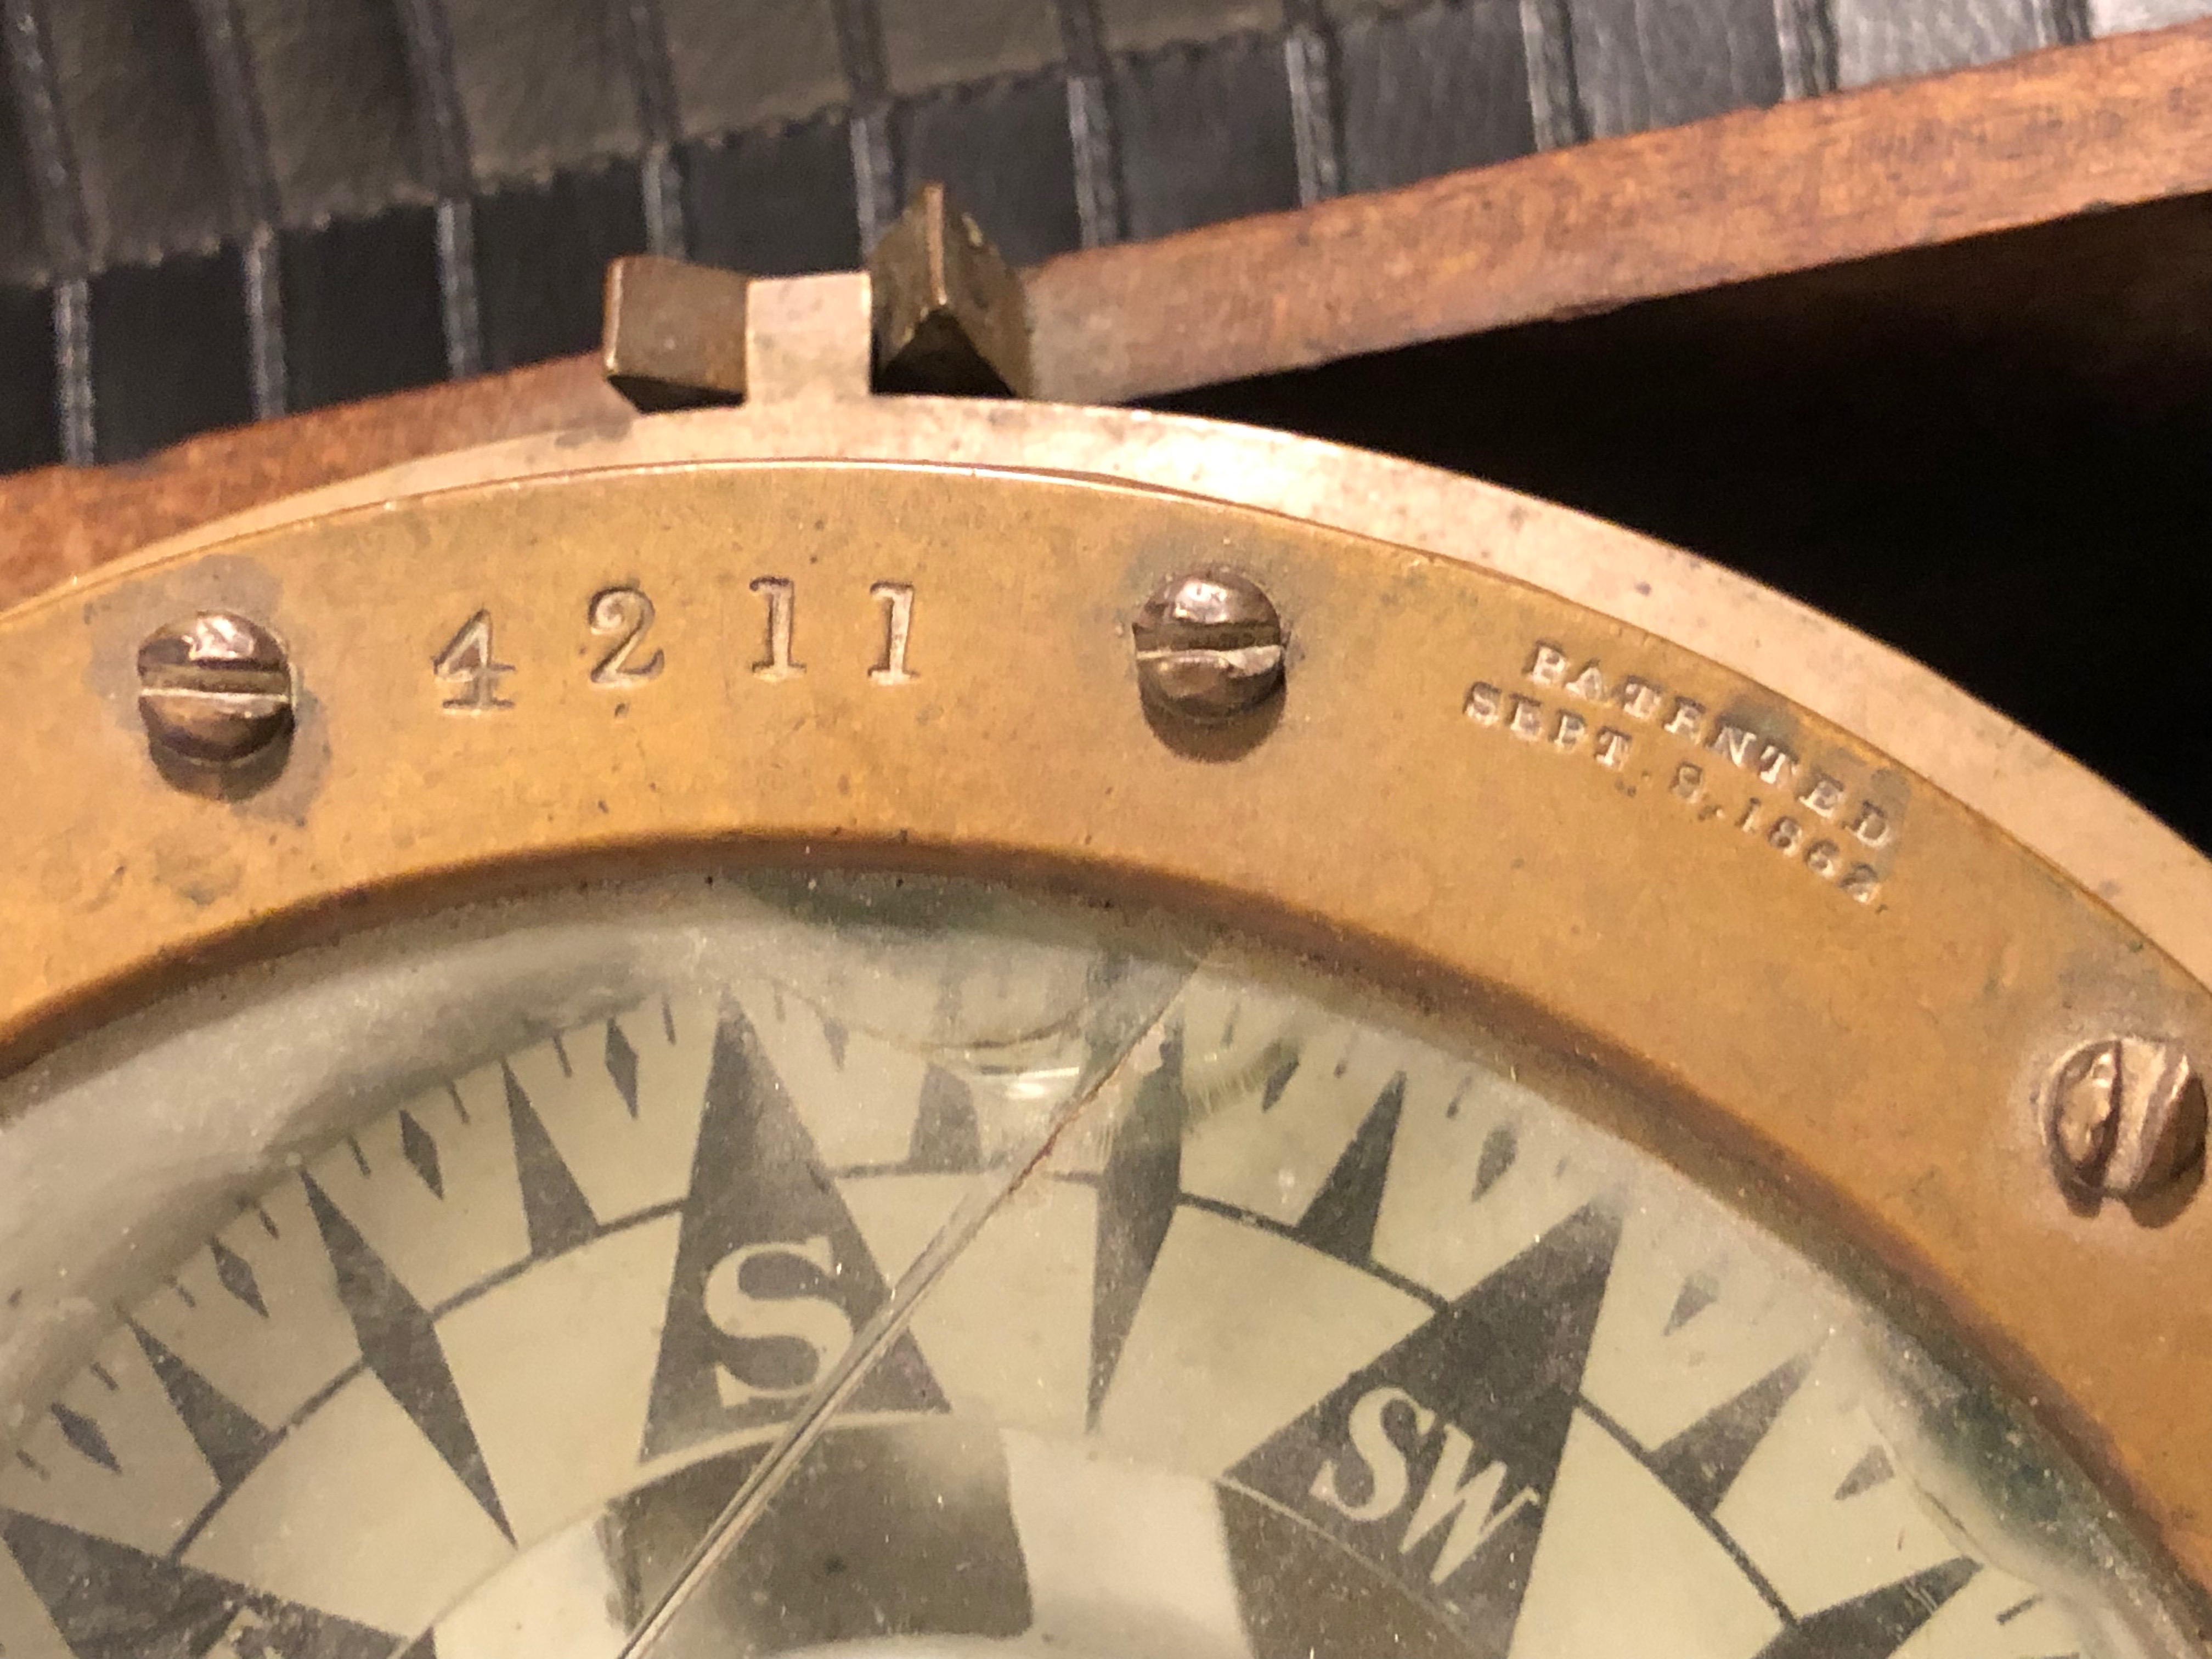 4211
PATENTED
SEPT. 8, 1862,
S
SW